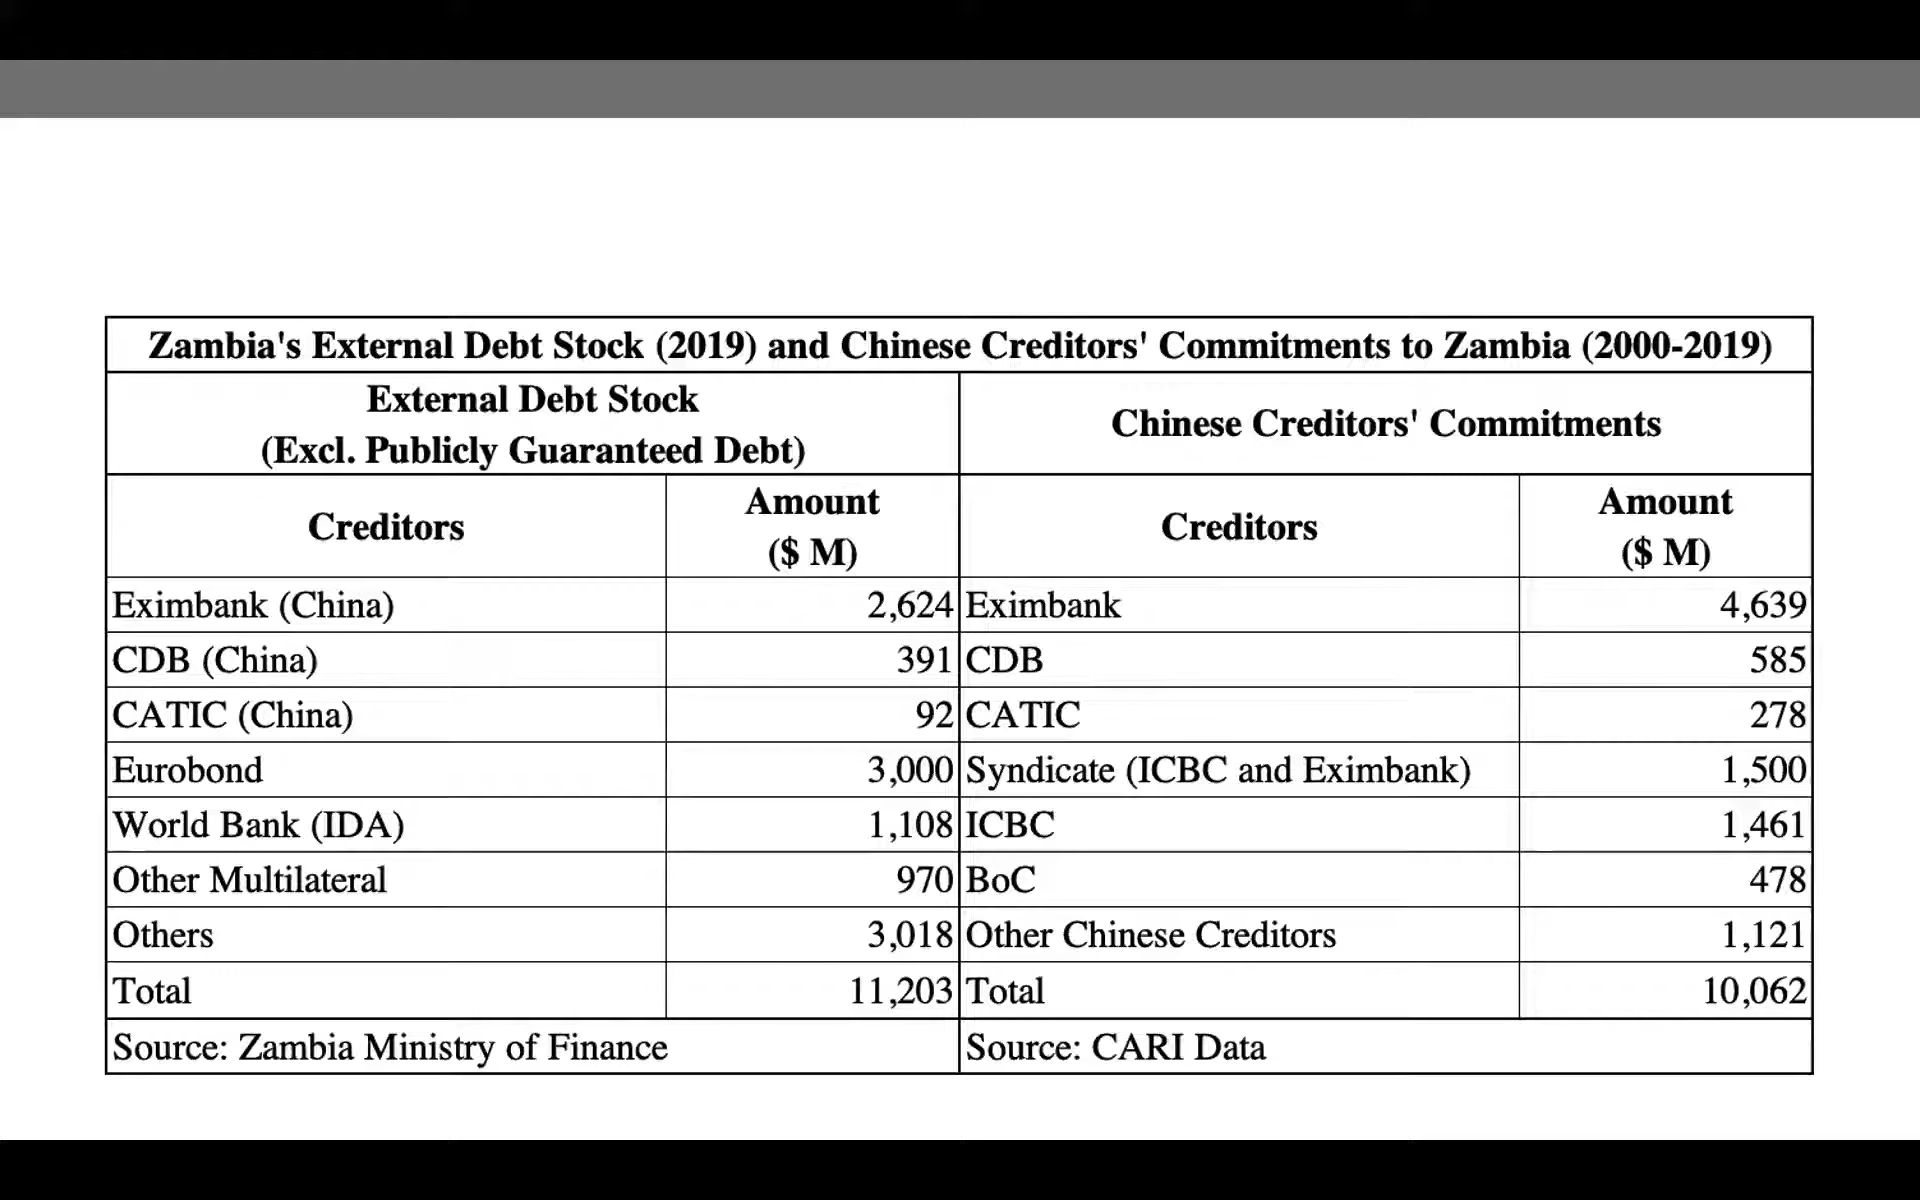 Zambia's External Debt Stock (2019) and Chinese Creditors' Commitments to Zambia (2000-2019)
External Debt Stock
(Excl. Publicly Guaranteed Debt)
Chinese Creditors' Commitments
Creditors
Amount
($ M)
Creditors
Amount
($ M)
Eximbank (China) 2,624 Eximbank 4,639
CDB (China) 391 CDB 585
CATIC (China) 92 CATIC 278
Eurobond 3,000 Syndicate (ICBC and Eximbank) 1,500
World Bank (IDA) 1,108 ICBC 1,461
Other Multilateral 970 BoC 478
Others 3,018 Other Chinese Creditors 1,121
Total 11,203 Total 10,062
Source: Zambia Ministry of Finance Source: CARI Data